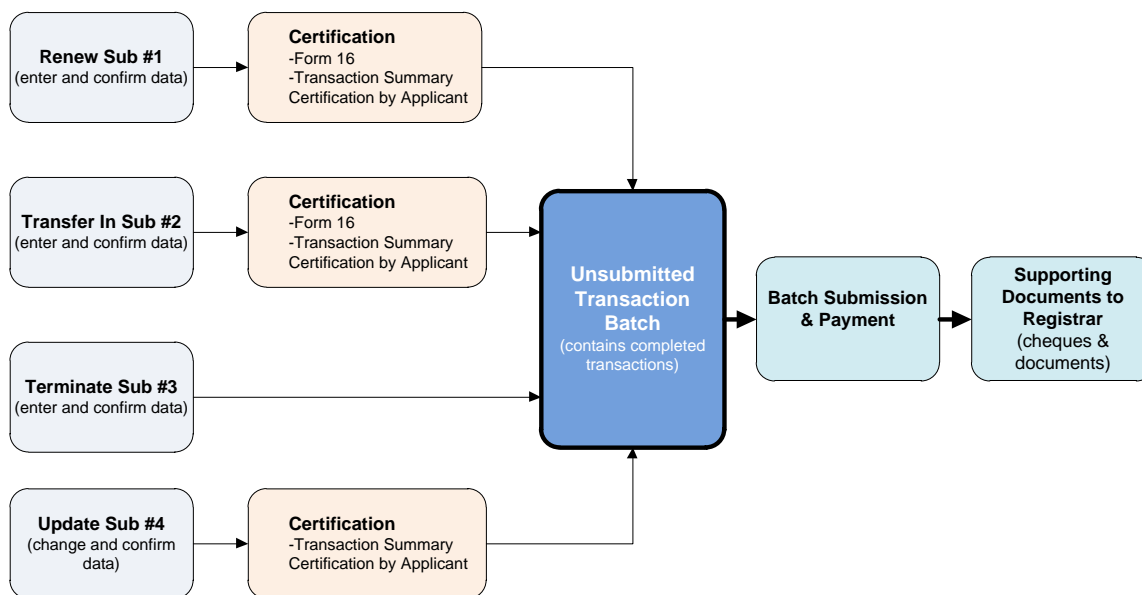 Renew Sub #1
(enter and confirm data)
Certification
-Form 16
-Transaction Summary
Certification by Applicant
Transfer In Sub #2
(enter and confirm data)
Certification
-Form 16
-Transaction Summary
Certification by Applicant
Terminate Sub #3
(enter and confirm data)
Update Sub #4
(change and confirm
data)
Certification
-Transaction Summary
Certification by Applicant
Unsubmitted
Transaction
Batch
(contains completed
transactions)
Batch Submission
& Payment
Supporting
Documents to
Registrar
(cheques &
documents)